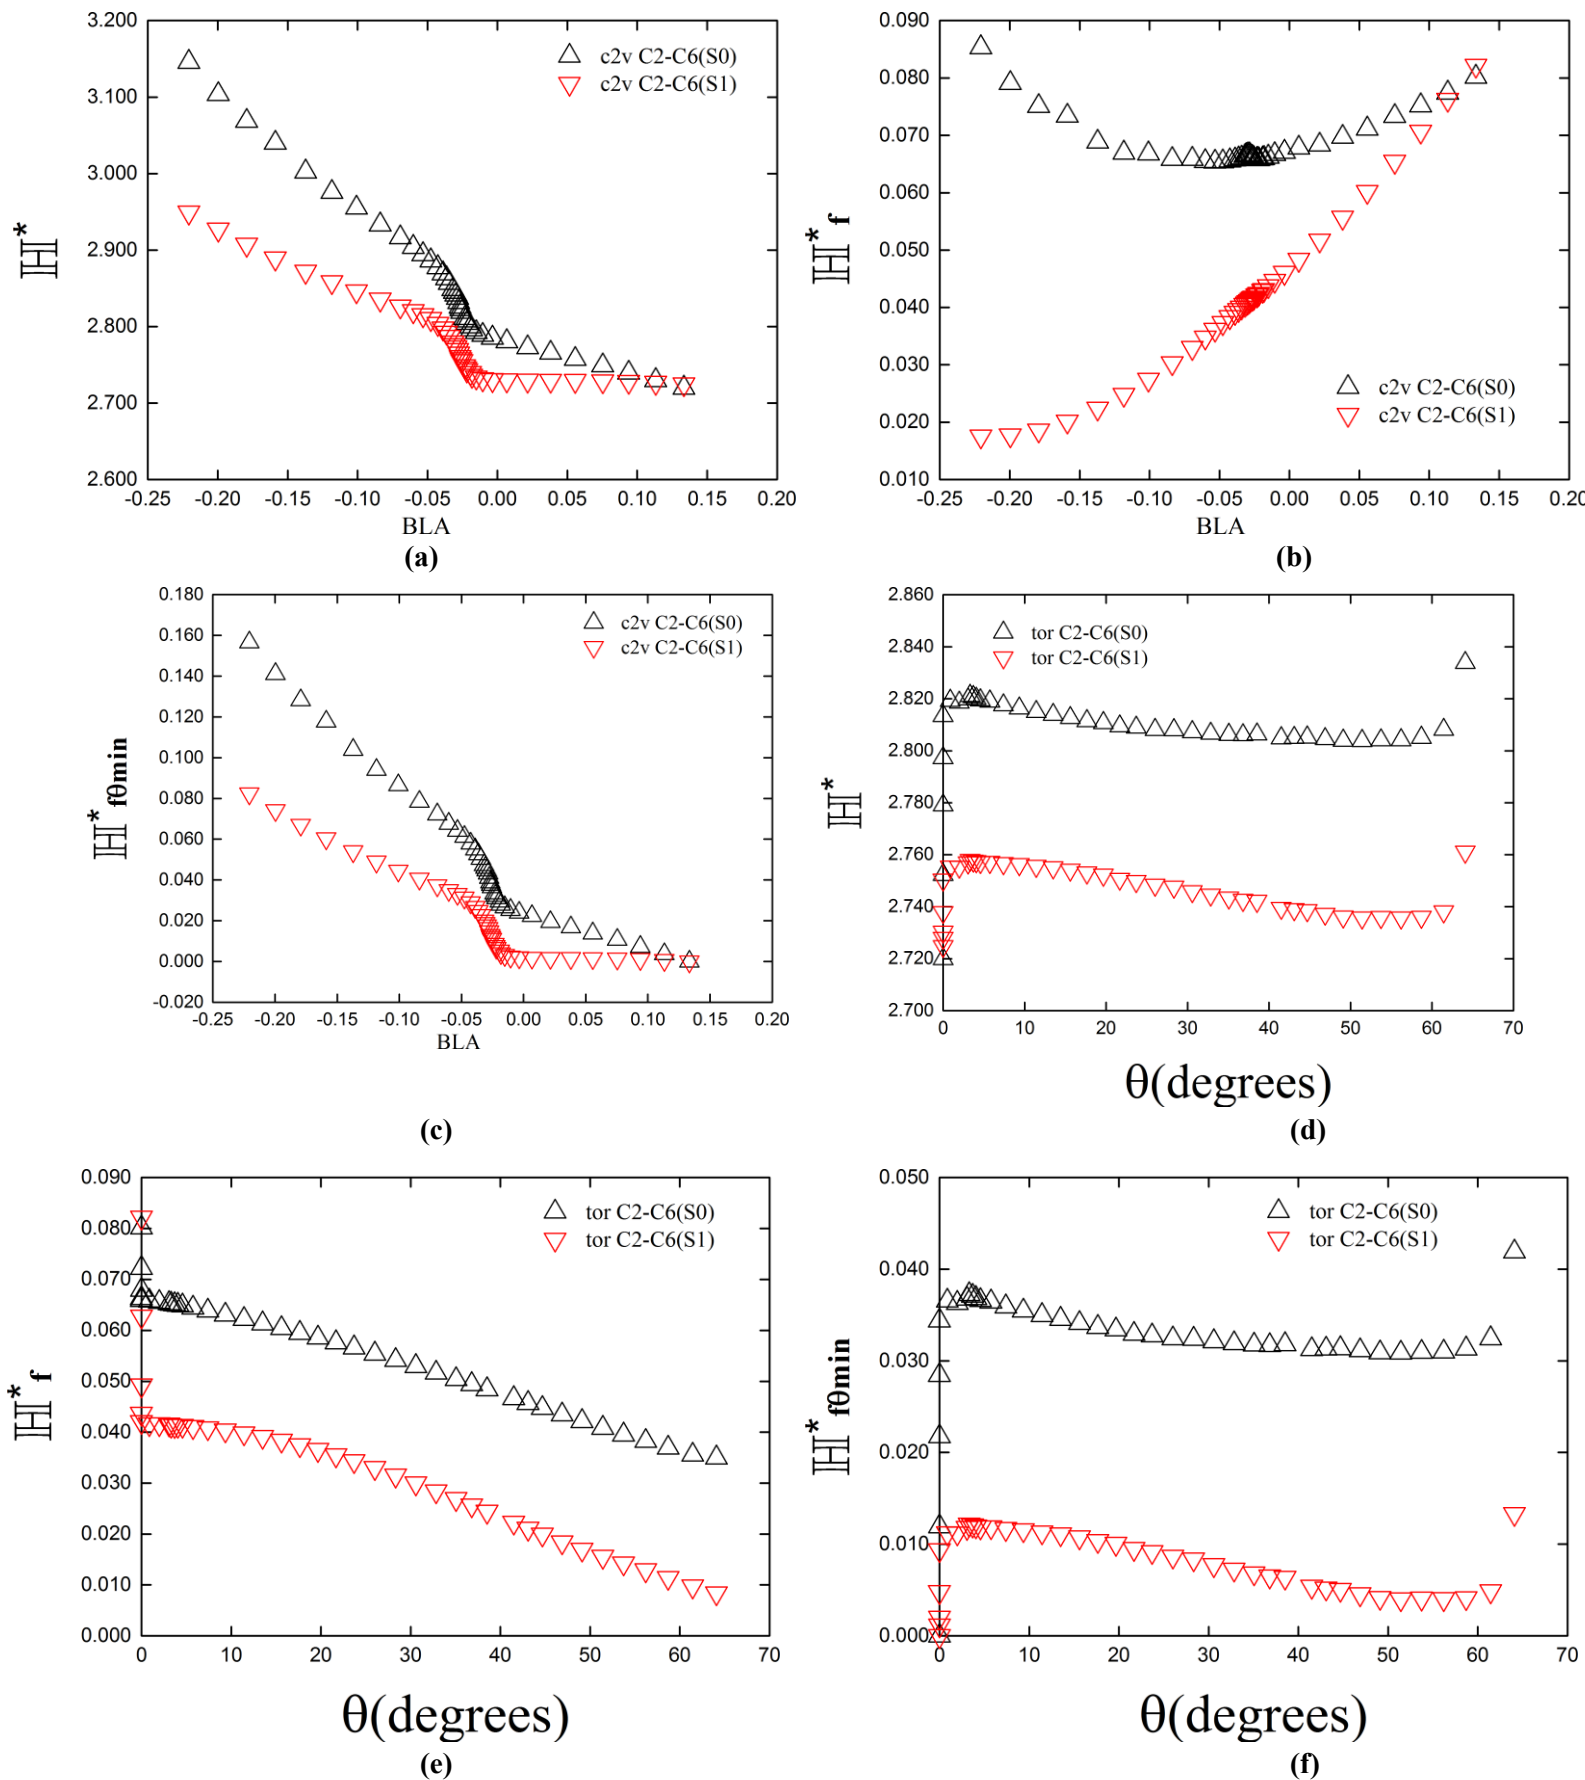 3.200
3.100
3.000
2.900
2.800
2.700
2.600
-0.25 -0.20 -0.15 -0.10 -0.05 0.00 0.05 0.10 0.15 0.20
BLA
ℍ*
c2v C2-C6(S0)
c2v C2-C6(S1)
(a)
0.090
0.080
0.070
0.060
0.050
0.040
0.030
0.020
0.010
-0.25 -0.20 -0.15 -0.10 -0.05 0.00 0.05 0.10 0.15 0.20
BLA
ℍ* f
c2v C2-C6(S0)
c2v C2-C6(S1)
(b)
0.180
0.160
0.140
0.120
0.100
0.080
0.060
0.040
0.020
0.000
-0.020
-0.25 -0.20 -0.15 -0.10 -0.05 0.00 0.05 0.10 0.15 0.20
BLA
ℍ* fθmin
c2v C2-C6(S0)
c2v C2-C6(S1)
(c)
2.860
2.840
2.820
2.800
2.780
2.760
2.740
2.720
2.700
0 10 20 30 40 50 60 70
θ(degrees)
ℍ*
tor C2-C6(S0)
tor C2-C6(S1)
(d)
0.090
0.080
0.070
0.060
0.050
0.040
0.030
0.020
0.010
0.000
0 10 20 30 40 50 60 70
θ(degrees)
ℍ* f
tor C2-C6(S0)
tor C2-C6(S1)
(e)
0.050
0.040
0.030
0.020
0.010
0.000
0 10 20 30 40 50 60 70
θ(degrees)
ℍ* fθmin
tor C2-C6(S0)
tor C2-C6(S1)
(f)